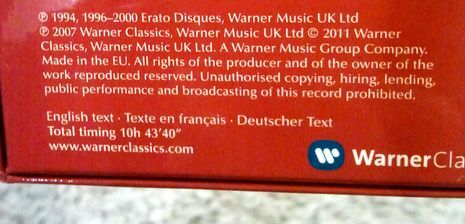 ℗ 1994, 1996–2000 Erato Disques, Warner Music UK Ltd
℗ 2007 Warner Classics, Warner Music UK Ltd © 2011 Warner
Classics, Warner Music UK Ltd. A Warner Music Group Company.
Made in the EU. All rights of the producer and of the owner of the
work reproduced reserved. Unauthorised copying, hiring, lending,
public performance and broadcasting of this record prohibited.
English text · Texte en français · Deutscher Text
Total timing 10h 43’40”
www.warnerclassics.com
WarnerCla